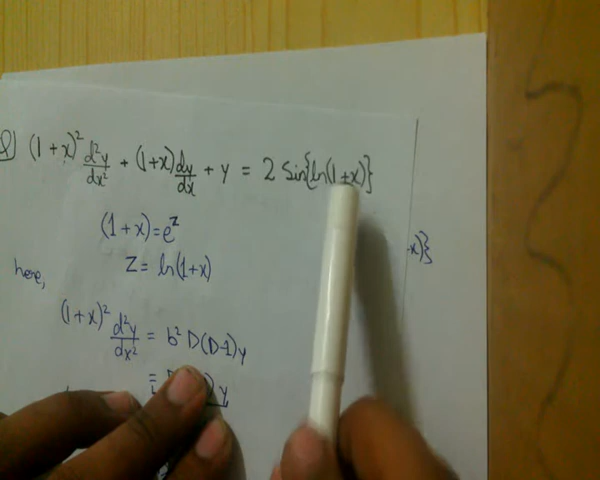 Q) (1+x)² d²y/dx² + (1+x) dy/dx + y = 2 Sin{ln(1+x)}
(1+x)=e^z
z = ln(1+x)
x)}
here,
(1+x)² d²y/dx² = b² D(D-1)y
=
y